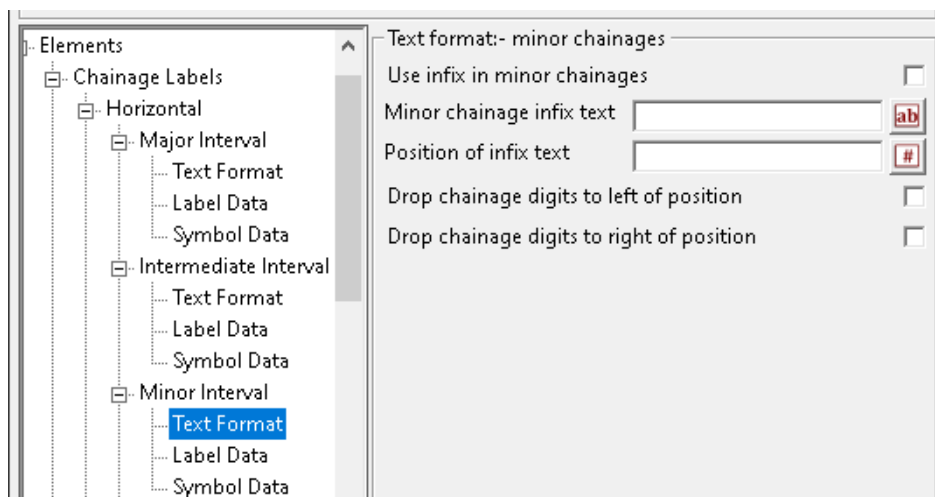 Elements
Chainage Labels
Horizontal
Major Interval
Text Format
Label Data
Symbol Data
Intermediate Interval
Text Format
Label Data
Symbol Data
Minor Interval
Text Format
Label Data
Symbol Data
Text format:- minor chainages
Use infix in minor chainages
Minor chainage infix text
ab
Position of infix text
#
Drop chainage digits to left of position
Drop chainage digits to right of position